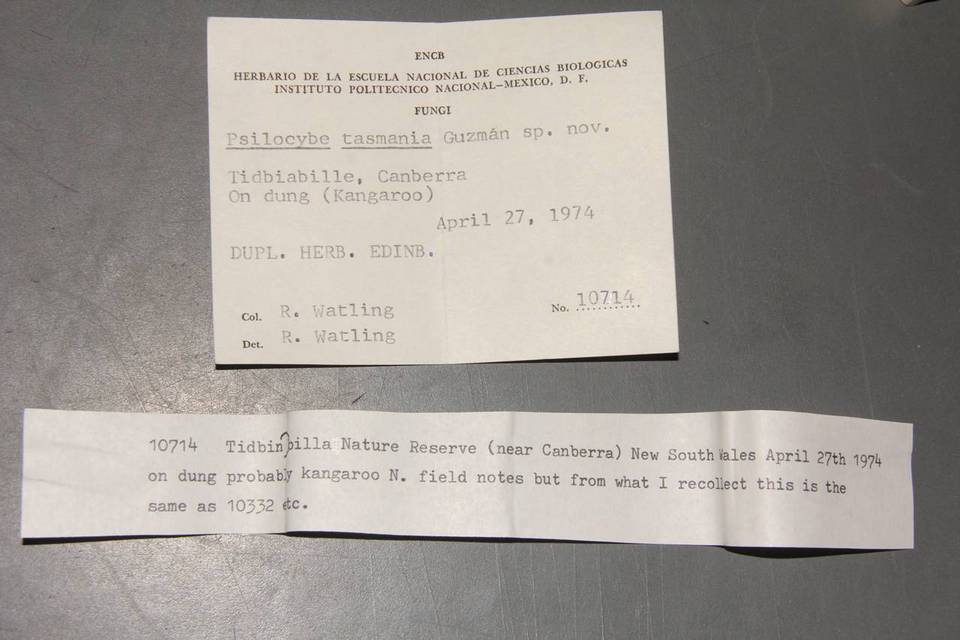 ENCB
HERBARIO DE LA ESCUELA NACIONAL DE CIENCIAS BIOLOGICAS
INSTITUTO POLITECNICO NACIONAL—MEXICO, D. F.
FUNGI
Psilocybe tasmania Guzmán sp. nov.
Tidbiabille, Canberra
On dung (Kangaroo)
April 27, 1974
DUPL. HERB. EDINB.
Col. R. Watling
No. 10714
Det. R. Watling
10714 Tidbinbilla Nature Reserve (near Canberra) New South Wales April 27th 1974
on dung probably kangaroo N. field notes but from what I recollect this is the
same as 10332 etc.